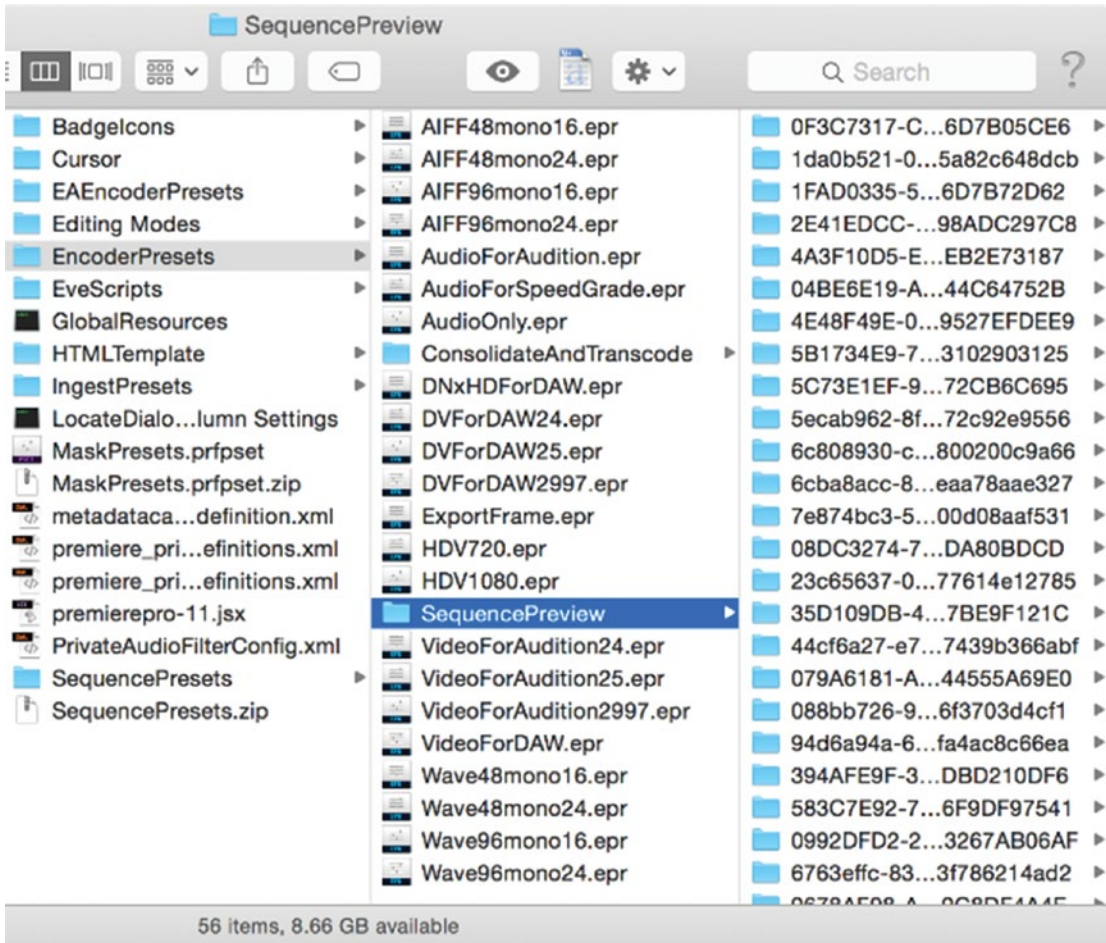 SequencePreview
Search
?
BadgeIcons
Cursor
EAEncoderPresets
Editing Modes
EncoderPresets
EveScripts
GlobalResources
HTMLTemplate
IngestPresets
LocateDialo...lumn Settings
MaskPresets.prfpset
MaskPresets.prfpset.zip
metadataca...definition.xml
premiere_pri...efinitions.xml
premiere_pri...efinitions.xml
premierepro-11.jsx
PrivateAudioFilterConfig.xml
SequencePresets
SequencePresets.zip
AIFF48mono16.epr
AIFF48mono24.epr
AIFF96mono16.epr
AIFF96mono24.epr
AudioForAudition.epr
AudioForSpeedGrade.epr
AudioOnly.epr
ConsolidateAndTranscode
DNxHDForDAW.epr
DVForDAW24.epr
DVForDAW25.epr
DVForDAW2997.epr
ExportFrame.epr
HDV720.epr
HDV1080.epr
SequencePreview
VideoForAudition24.epr
VideoForAudition25.epr
VideoForAudition2997.epr
VideoForDAW.epr
Wave48mono16.epr
Wave48mono24.epr
Wave96mono16.epr
Wave96mono24.epr
0F3C7317-C...6D7B05CE6
1da0b521-0...5a82c648dcb
1FAD0335-5...6D7B72D62
2E41EDCC-...98ADC297C8
4A3F10D5-E...EB2E73187
04BE6E19-A...44C64752B
4E48F49E-0...9527EFDEE9
5B1734E9-7...3102903125
5C73E1EF-9...72CB6C695
5ecab962-8f...72c92e9556
6c808930-c...800200c9a66
6cba8acc-8...eaa78aae327
7e874bc3-5...00d08aaf531
08DC3274-7...DA80BDCD
23c65637-0...77614e12785
35D109DB-4...7BE9F121C
44cf6a27-e7...7439b366abf
079A6181-A...44555A69E0
088bb726-9...6f3703d4cf1
94d6a94a-6...fa4ac8c66ea
394AFE9F-3...DBD210DF6
583C7E92-7...6F9DF97541
0992DFD2-2...3267AB06AF
6763effc-83...3f786214ad2
56 items, 8.66 GB available